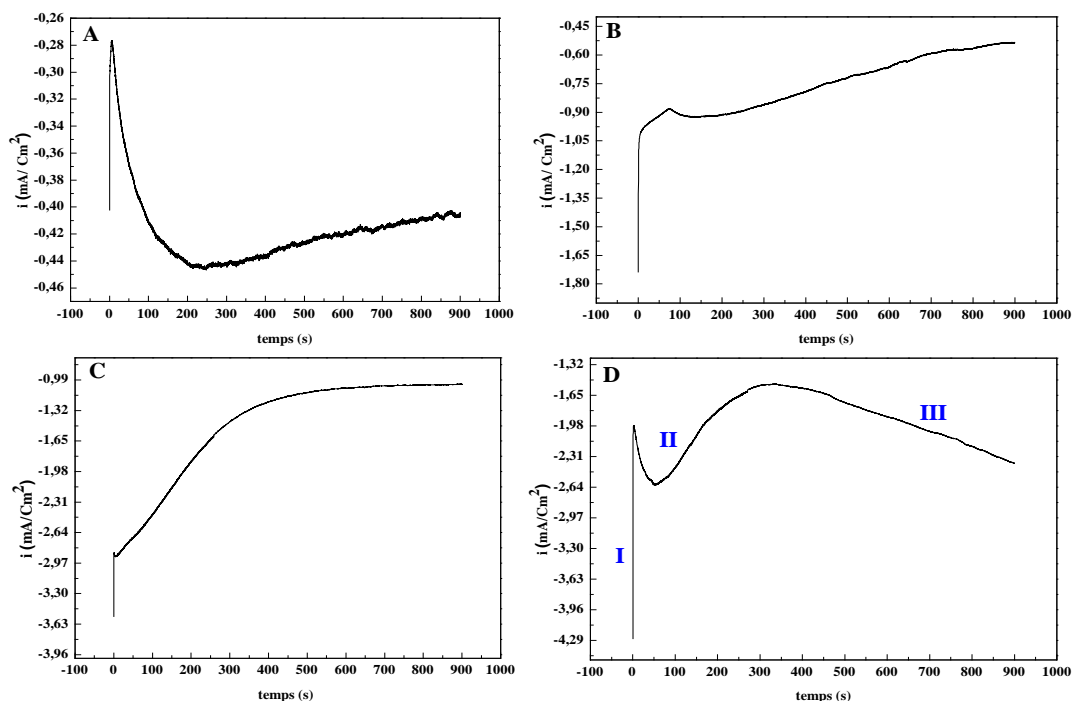 A
-0,26
-0,28
-0,30
-0,32
-0,34
-0,36
-0,38
-0,40
-0,42
-0,44
-0,46
i (mA/ Cm²)
-100 0 100 200 300 400 500 600 700 800 900 1000
temps (s)
B
-0,45
-0,60
-0,75
-0,90
-1,05
-1,20
-1,35
-1,50
-1,65
-1,80
i (mA/ Cm²)
-100 0 100 200 300 400 500 600 700 800 900 1000
temps (s)
C
-0,99
-1,32
-1,65
-1,98
-2,31
-2,64
-2,97
-3,30
-3,63
-3,96
i (mA/Cm²)
-100 0 100 200 300 400 500 600 700 800 900 1000
temps (s)
D
-1,32
-1,65
-1,98
-2,31
-2,64
-2,97
-3,30
-3,63
-3,96
-4,29
i (mA/Cm²)
I
II
III
-100 0 100 200 300 400 500 600 700 800 900 1000
temps (s)